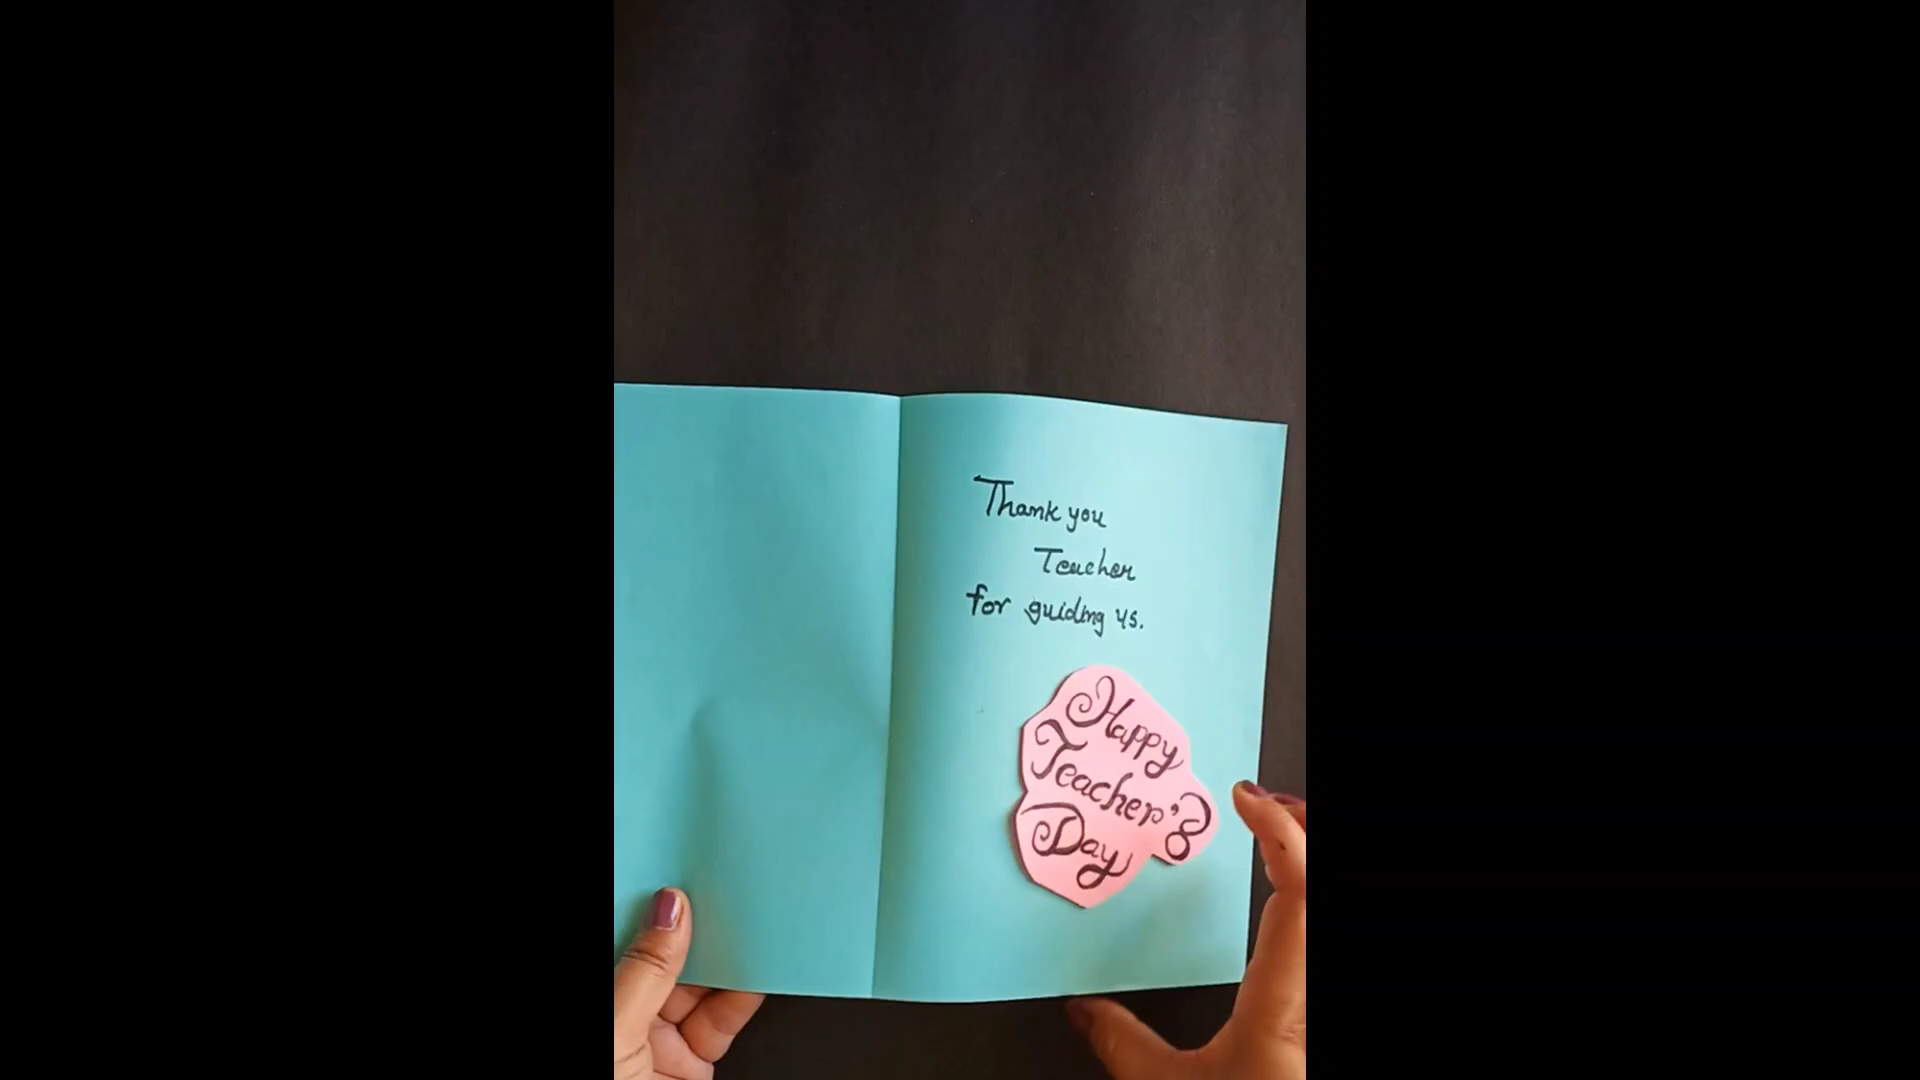 Thank you
Teacher
for guiding us.
Happy
Teacher's
Day